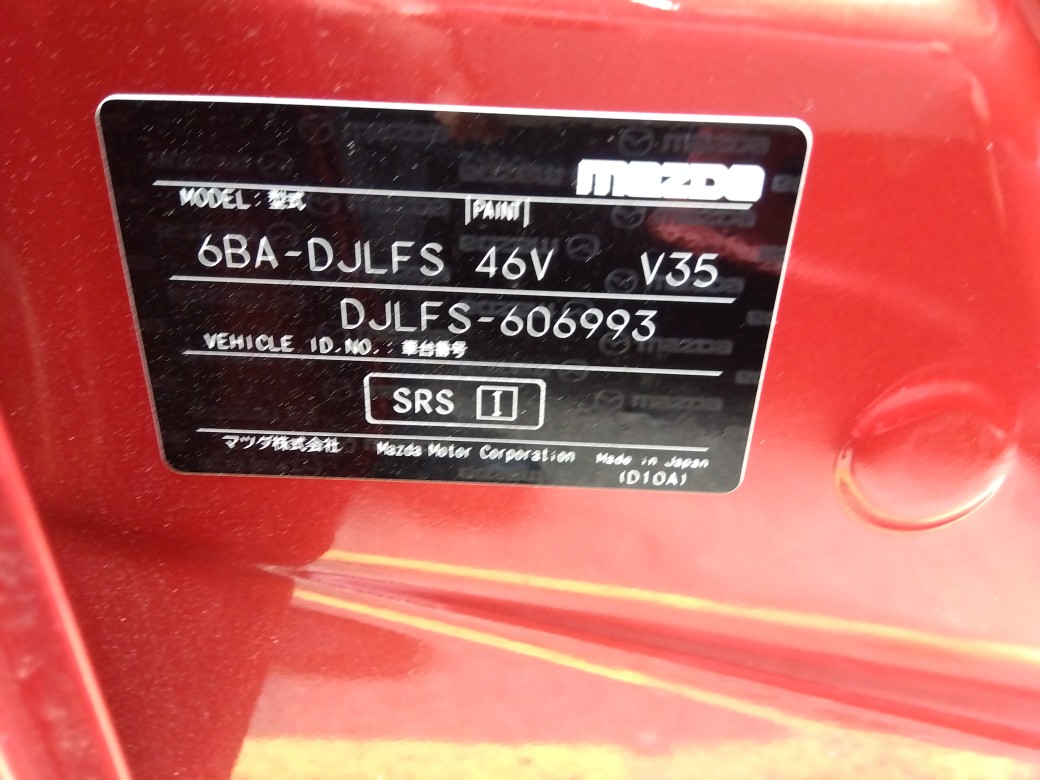 mazda
MODEL : 型式 PAINT
6BA-DJLFS 46V V35
DJLFS-606993
VEHICLE ID.NO. : 車台番号
SRS I
マツダ株式会社 Mazda Motor Corporation Made in Japan
(D10A)